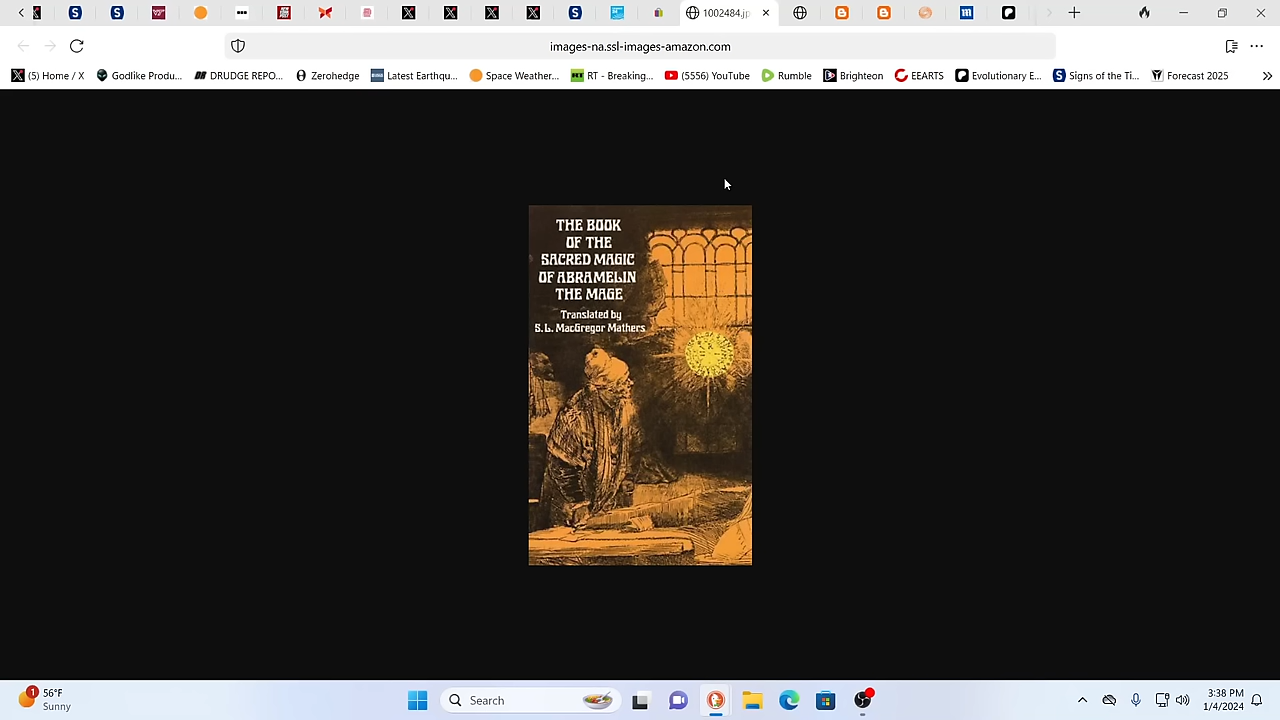 1002484.jp
images-na.ssl-images-amazon.com
(5) Home / X
Godlike Produ...
DRUDGE REPO...
Zerohedge
Latest Earthqu...
Space Weather...
RT - Breaking...
(5556) YouTube
Rumble
Brighteon
EEARTS
Evolutionary E...
Signs of the Ti...
Forecast 2025
THE BOOK
OF THE
SACRED MAGIC
OF ABRAMELIN
THE MAGE
Translated by
S. L. MacGregor Mathers
1
56°F
Sunny
Search
3:38 PM
1/4/2024